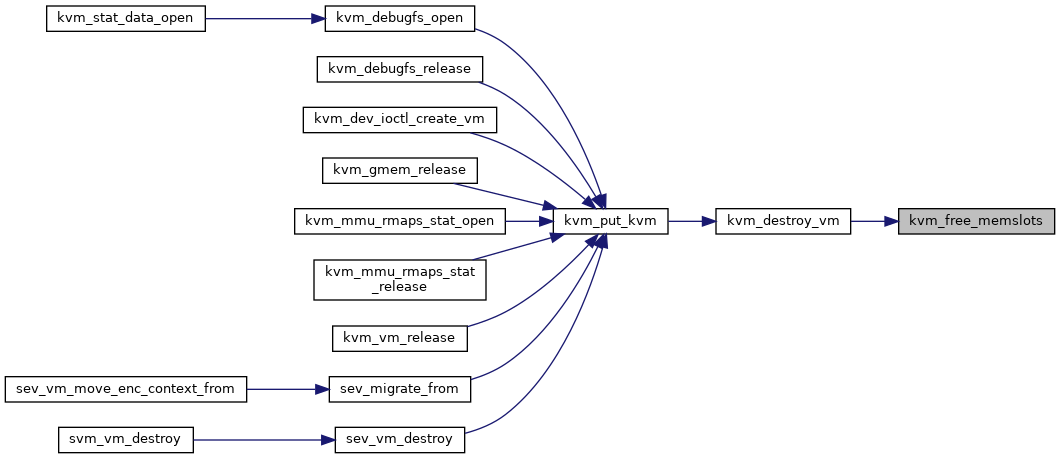 kvm_stat_data_open
kvm_debugfs_open
kvm_debugfs_release
kvm_dev_ioctl_create_vm
kvm_gmem_release
kvm_mmu_rmaps_stat_open
kvm_put_kvm
kvm_destroy_vm
kvm_free_memslots
kvm_mmu_rmaps_stat
_release
kvm_vm_release
sev_vm_move_enc_context_from
sev_migrate_from
svm_vm_destroy
sev_vm_destroy